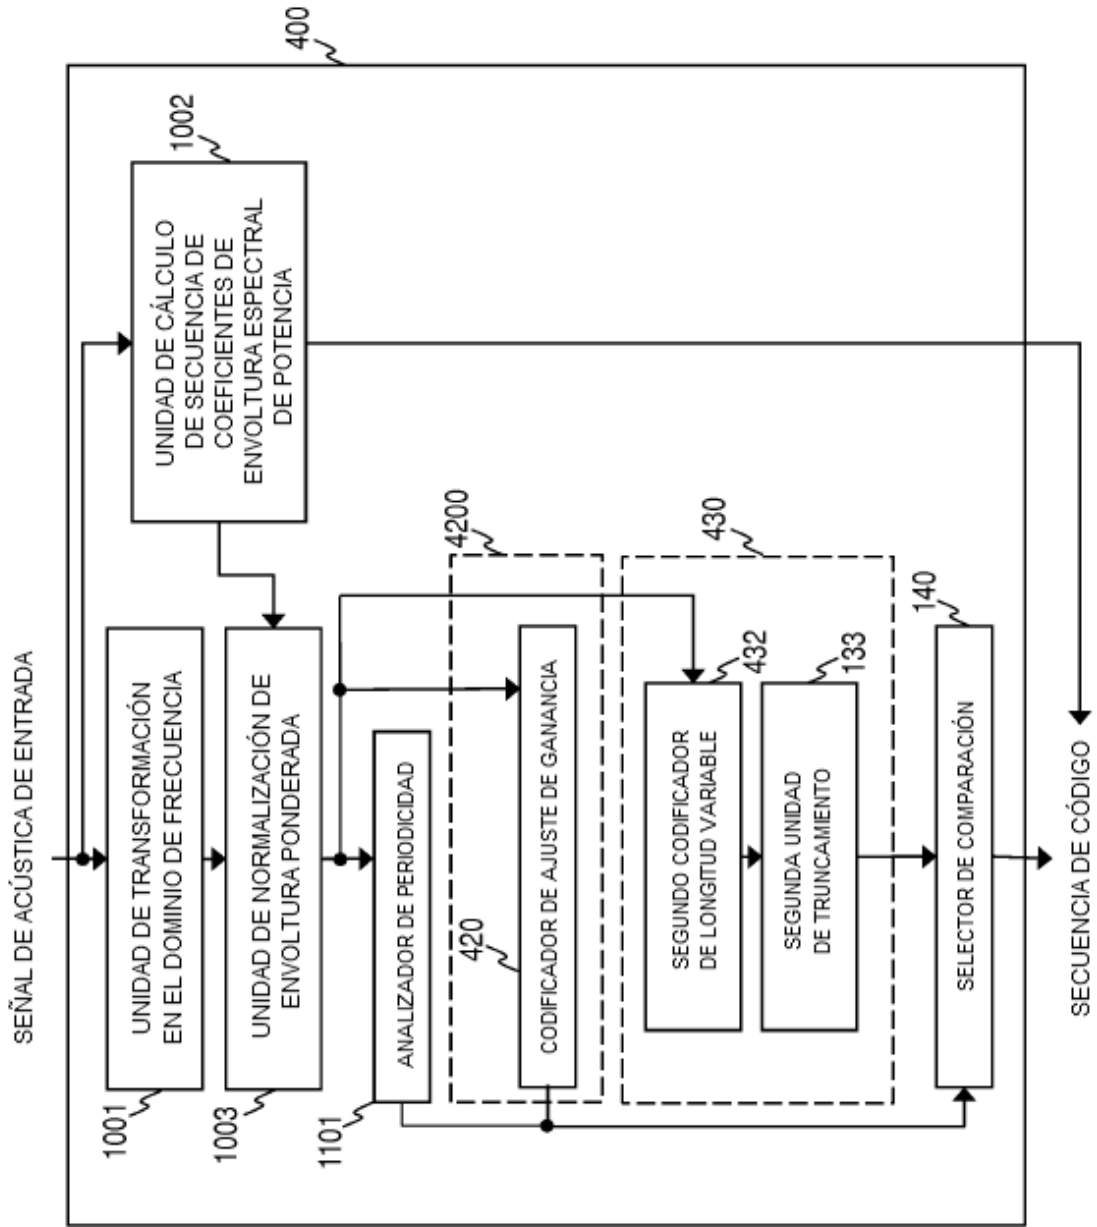 SEÑAL DE ACÚSTICA DE ENTRADA
400
1002
UNIDAD DE CÁLCULO
DE SECUENCIA DE
COEFICIENTES DE
ENVOLTURA ESPECTRAL
DE POTENCIA
1001
UNIDAD DE TRANSFORMACIÓN
EN EL DOMINIO DE FRECUENCIA
1003
UNIDAD DE NORMALIZACIÓN DE
ENVOLTURA PONDERADA
1101
ANALIZADOR DE PERIODICIDAD
4200
420
CODIFICADOR DE AJUSTE DE GANANCIA
430
432
SEGUNDO CODIFICADOR
DE LONGITUD VARIABLE
133
SEGUNDA UNIDAD
DE TRUNCAMIENTO
140
SELECTOR DE COMPARACIÓN
SECUENCIA DE CÓDIGO